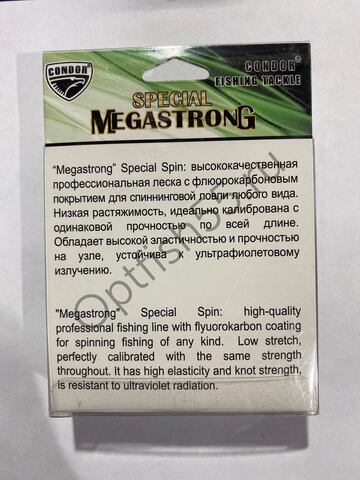 CONDOR®
CONDOR®
FISHING TACKLE
SPECIAL
MEGASTRONG
“Megastrong” Special Spin: высококачественная
профессиональная леска с флюорокарбоновым
покрытием для спиннинговой ловли любого вида.
Низкая растяжимость, идеально калибрована с
одинаковой прочностью по всей длине.
Обладает высокой эластичностью и прочностью
на узле, устойчива к ультрафиолетовому
излучению.
"Megastrong" Special Spin: high-quality
professional fishing line with flyuorokarbon coating
for spinning fishing of any kind. Low stretch,
perfectly calibrated with the same strength
throughout. It has high elasticity and knot strength,
is resistant to ultraviolet radiation.
Optfish55.ru